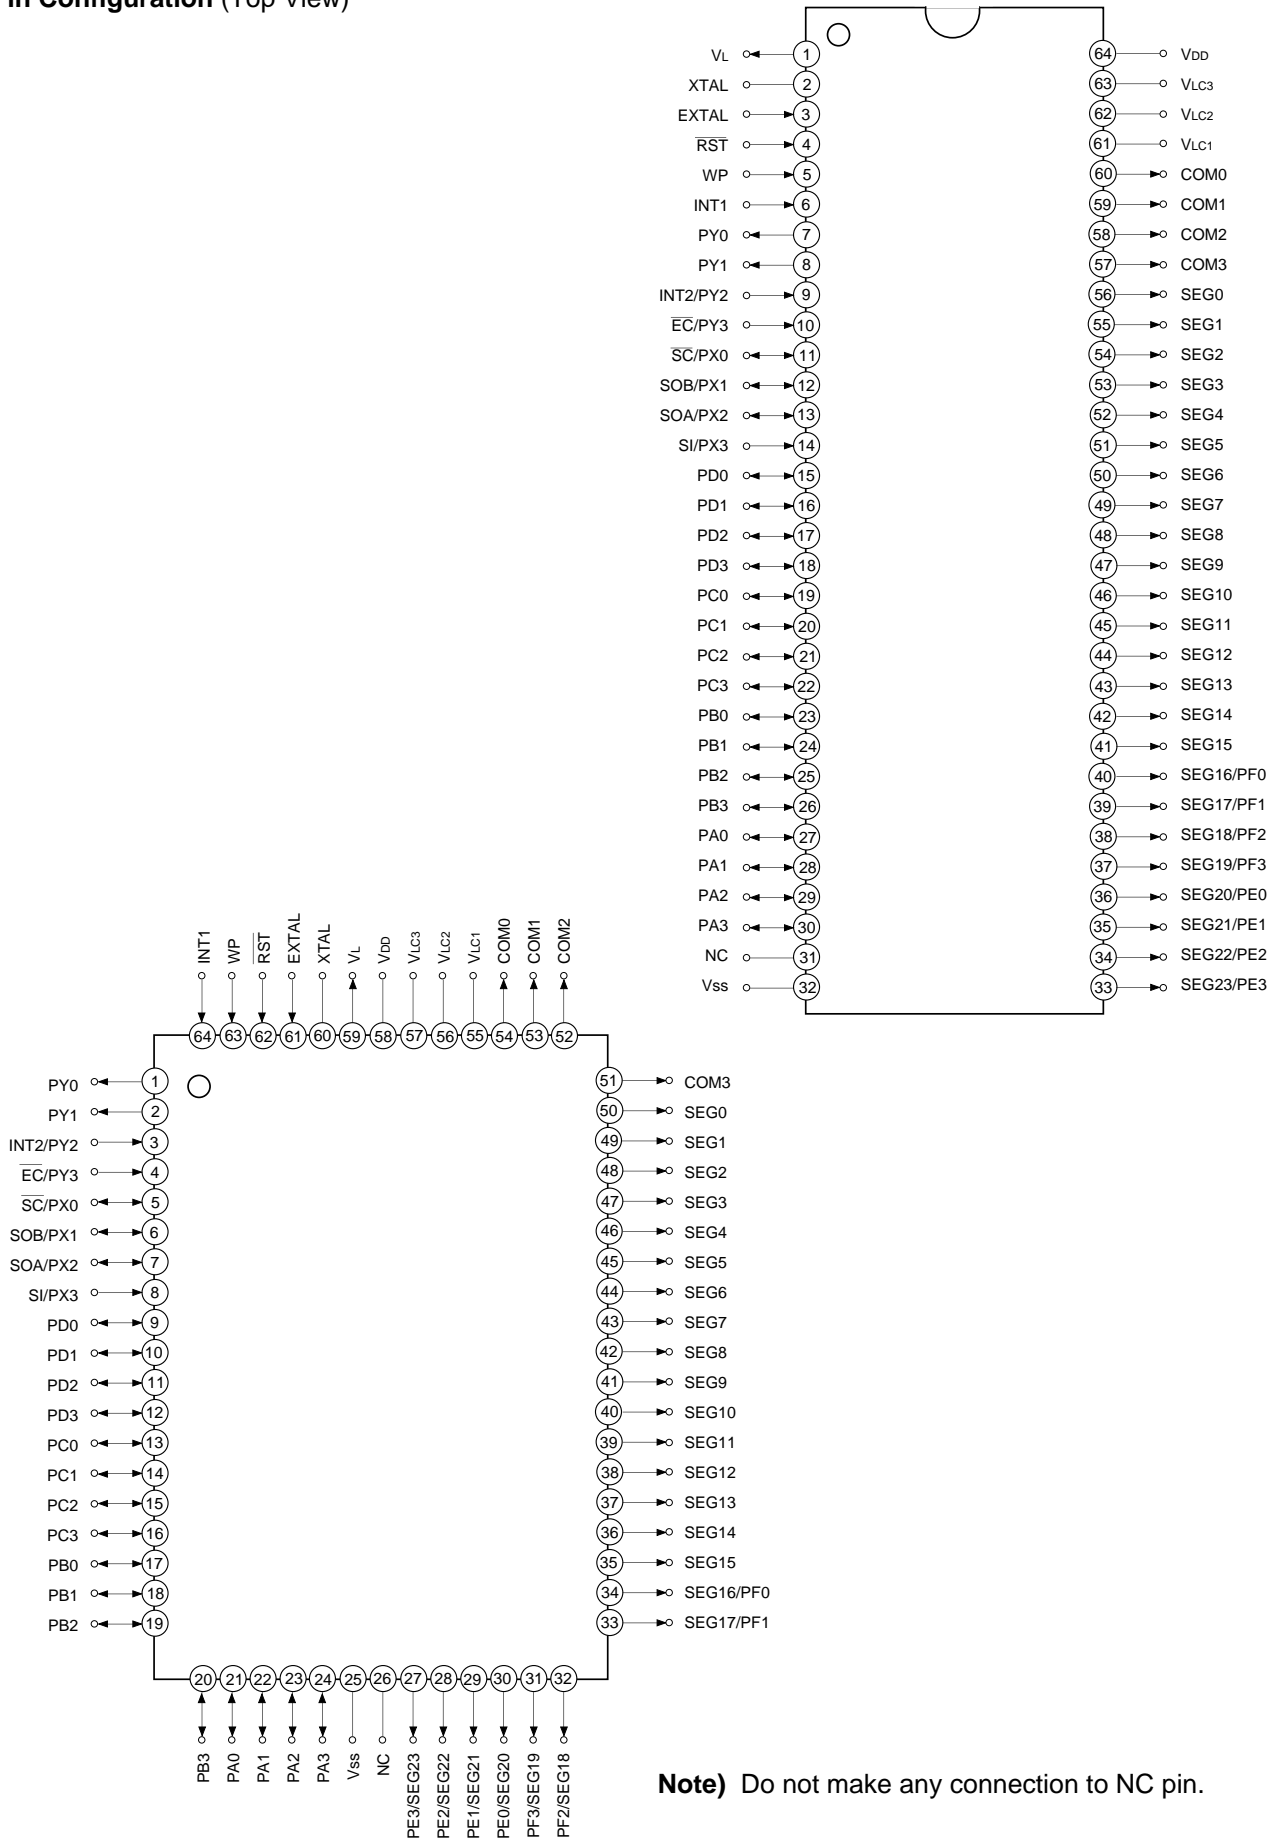 in Configuration (Top View)
VL 1 64 VDD
XTAL 2 63 VLC3
EXTAL 3 62 VLC2
RST 4 61 VLC1
WP 5 60 COM0
INT1 6 59 COM1
PY0 7 58 COM2
PY1 8 57 COM3
INT2/PY2 9 56 SEG0
EC/PY3 10 55 SEG1
SC/PX0 11 54 SEG2
SOB/PX1 12 53 SEG3
SOA/PX2 13 52 SEG4
SI/PX3 14 51 SEG5
PD0 15 50 SEG6
PD1 16 49 SEG7
PD2 17 48 SEG8
PD3 18 47 SEG9
PC0 19 46 SEG10
PC1 20 45 SEG11
PC2 21 44 SEG12
PC3 22 43 SEG13
PB0 23 42 SEG14
PB1 24 41 SEG15
PB2 25 40 SEG16/PF0
PB3 26 39 SEG17/PF1
PA0 27 38 SEG18/PF2
PA1 28 37 SEG19/PF3
PA2 29 36 SEG20/PE0
PA3 30 35 SEG21/PE1
NC 31 34 SEG22/PE2
Vss 32 33 SEG23/PE3
INT1 WP RST EXTAL XTAL VL VDD VLC3 VLC2 VLC1 COM0 COM1 COM2
64 63 62 61 60 59 58 57 56 55 54 53 52
PY0 1 51 COM3
PY1 2 50 SEG0
INT2/PY2 3 49 SEG1
EC/PY3 4 48 SEG2
SC/PX0 5 47 SEG3
SOB/PX1 6 46 SEG4
SOA/PX2 7 45 SEG5
SI/PX3 8 44 SEG6
PD0 9 43 SEG7
PD1 10 42 SEG8
PD2 11 41 SEG9
PD3 12 40 SEG10
PC0 13 39 SEG11
PC1 14 38 SEG12
PC2 15 37 SEG13
PC3 16 36 SEG14
PB0 17 35 SEG15
PB1 18 34 SEG16/PF0
PB2 19 33 SEG17/PF1
20 21 22 23 24 25 26 27 28 29 30 31 32
PB3 PA0 PA1 PA2 PA3 Vss NC PE3/SEG23 PE2/SEG22 PE1/SEG21 PE0/SEG20 PF3/SEG19 PF2/SEG18
Note) Do not make any connection to NC pin.